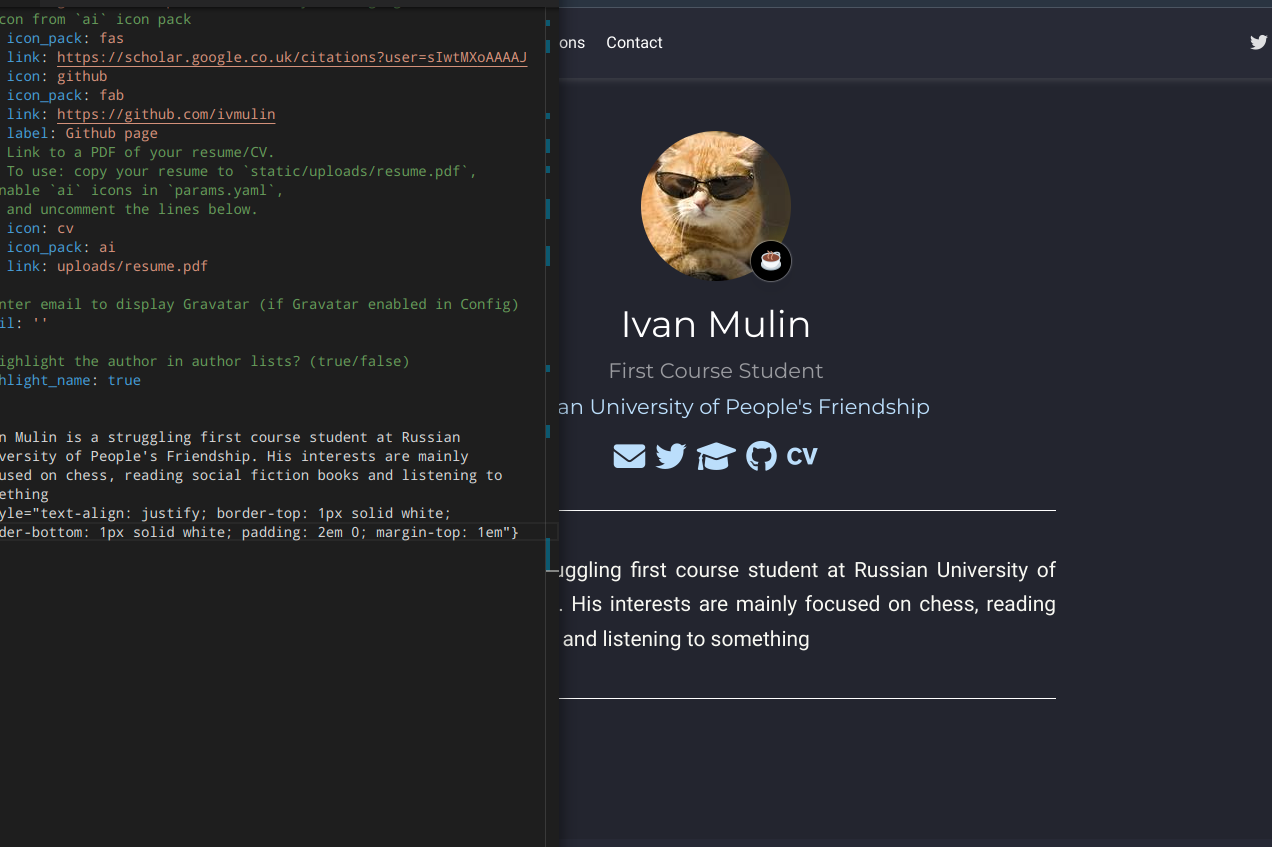 con from `ai` icon pack
icon_pack: fas
link: https://scholar.google.co.uk/citations?user=sIwtMXoAAAAJ
icon: github
icon_pack: fab
link: https://github.com/ivmulin
label: Github page
Link to a PDF of your resume/CV.
To use: copy your resume to `static/uploads/resume.pdf`,
nable `ai` icons in `params.yaml`,
and uncomment the lines below.
icon: cv
icon_pack: ai
link: uploads/resume.pdf
nter email to display Gravatar (if Gravatar enabled in Config)
il: ''
ighlight the author in author lists? (true/false)
hlight_name: true
n Mulin is a struggling first course student at Russian
versity of People's Friendship. His interests are mainly
used on chess, reading social fiction books and listening to
ething
yle="text-align: justify; border-top: 1px solid white;
der-bottom: 1px solid white; padding: 2em 0; margin-top: 1em"}
ons Contact
Ivan Mulin
First Course Student
an University of People's Friendship
CV
uggling first course student at Russian University of
. His interests are mainly focused on chess, reading
and listening to something